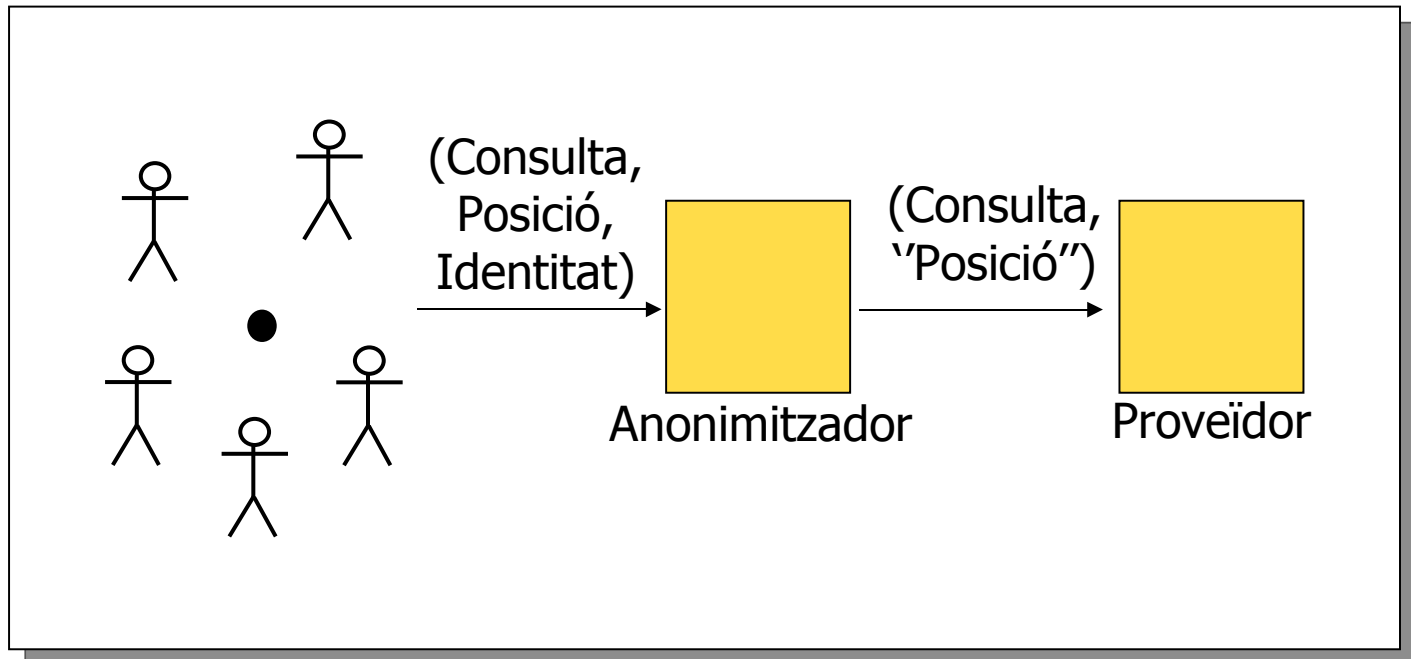 (Consulta,
Posició,
Identitat)
(Consulta,
‘’Posició’’)
Anonimitzador
Proveïdor